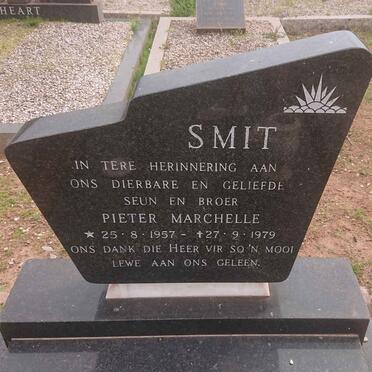 HEART
SMIT
IN TERE HERINNERING AAN
ONS DIERBARE EN GELIEFDE
SEUN EN BROER
PIETER MARCHELLE
★ 25-8-1957 - ✝27-9-1979
ONS DANK DIE HEER VIR SO'N MOOI
LEWE AAN ONS GELEEN.